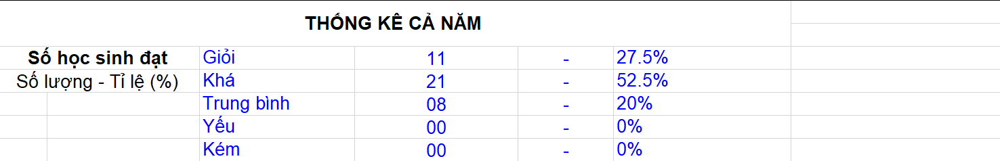 THỐNG KÊ CẢ NĂM
Số học sinh đạt Giỏi 11 - 27.5%
Số lượng - Tỉ lệ (%) Khá 21 - 52.5%
Trung bình 08 - 20%
Yếu 00 - 0%
Kém 00 - 0%